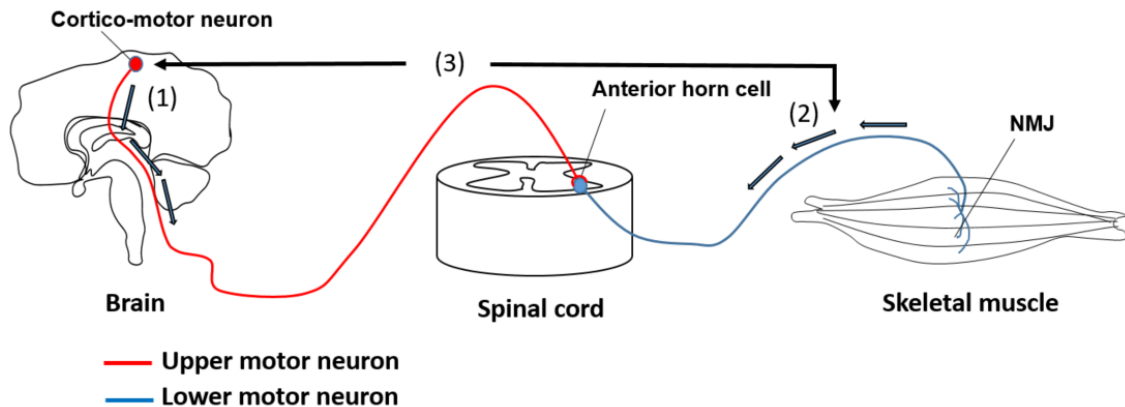 Cortico-motor neuron
(3)
(1)
Anterior horn cell
(2)
NMJ
Brain
Spinal cord
Skeletal muscle
Upper motor neuron
Lower motor neuron